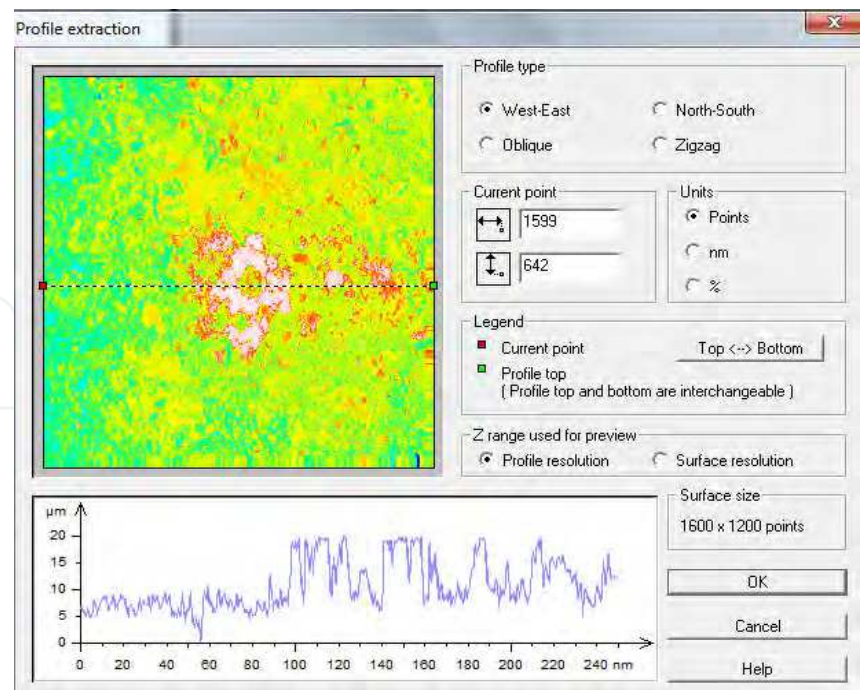 Profile extraction
Profile type
West-East North-South
Oblique Zigzag
Current point
1599
642
Units
Points
nm
%
Legend
Current point
Top <--> Bottom
Profile top
( Profile top and bottom are interchangeable )
Z range used for preview
Profile resolution Surface resolution
µm
20
15
10
5
0
0 20 40 60 80 100 120 140 160 180 200 220 240 nm
Surface size
1600 x 1200 points
OK
Cancel
Help